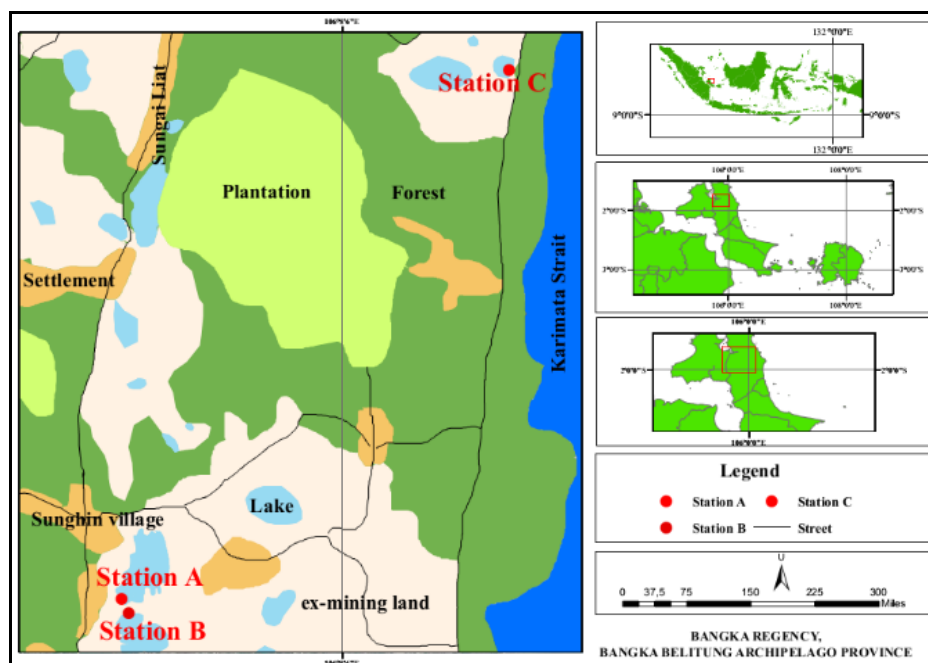 106°6'6"E
Station C
Sungai Liat
Plantation
Forest
Settlement
Karimata Strait
Lake
Sunghin village
Station A
Station B
ex-mining land
132°0'0"E
9°0'0"S
9°0'0"S
132°0'0"E
106°0'0"E
108°0'0"E
2°0'0"S
2°0'0"S
3°0'0"S
3°0'0"S
106°0'0"E
108°0'0"E
106°0'0"E
2°0'0"S
2°0'0"S
106°0'0"E
Legend
Station A
Station C
Station B
Street
U
0 37,5 75 150 225 300
Miles
BANGKA REGENCY,
BANGKA BELITUNG ARCHIPELAGO PROVINCE